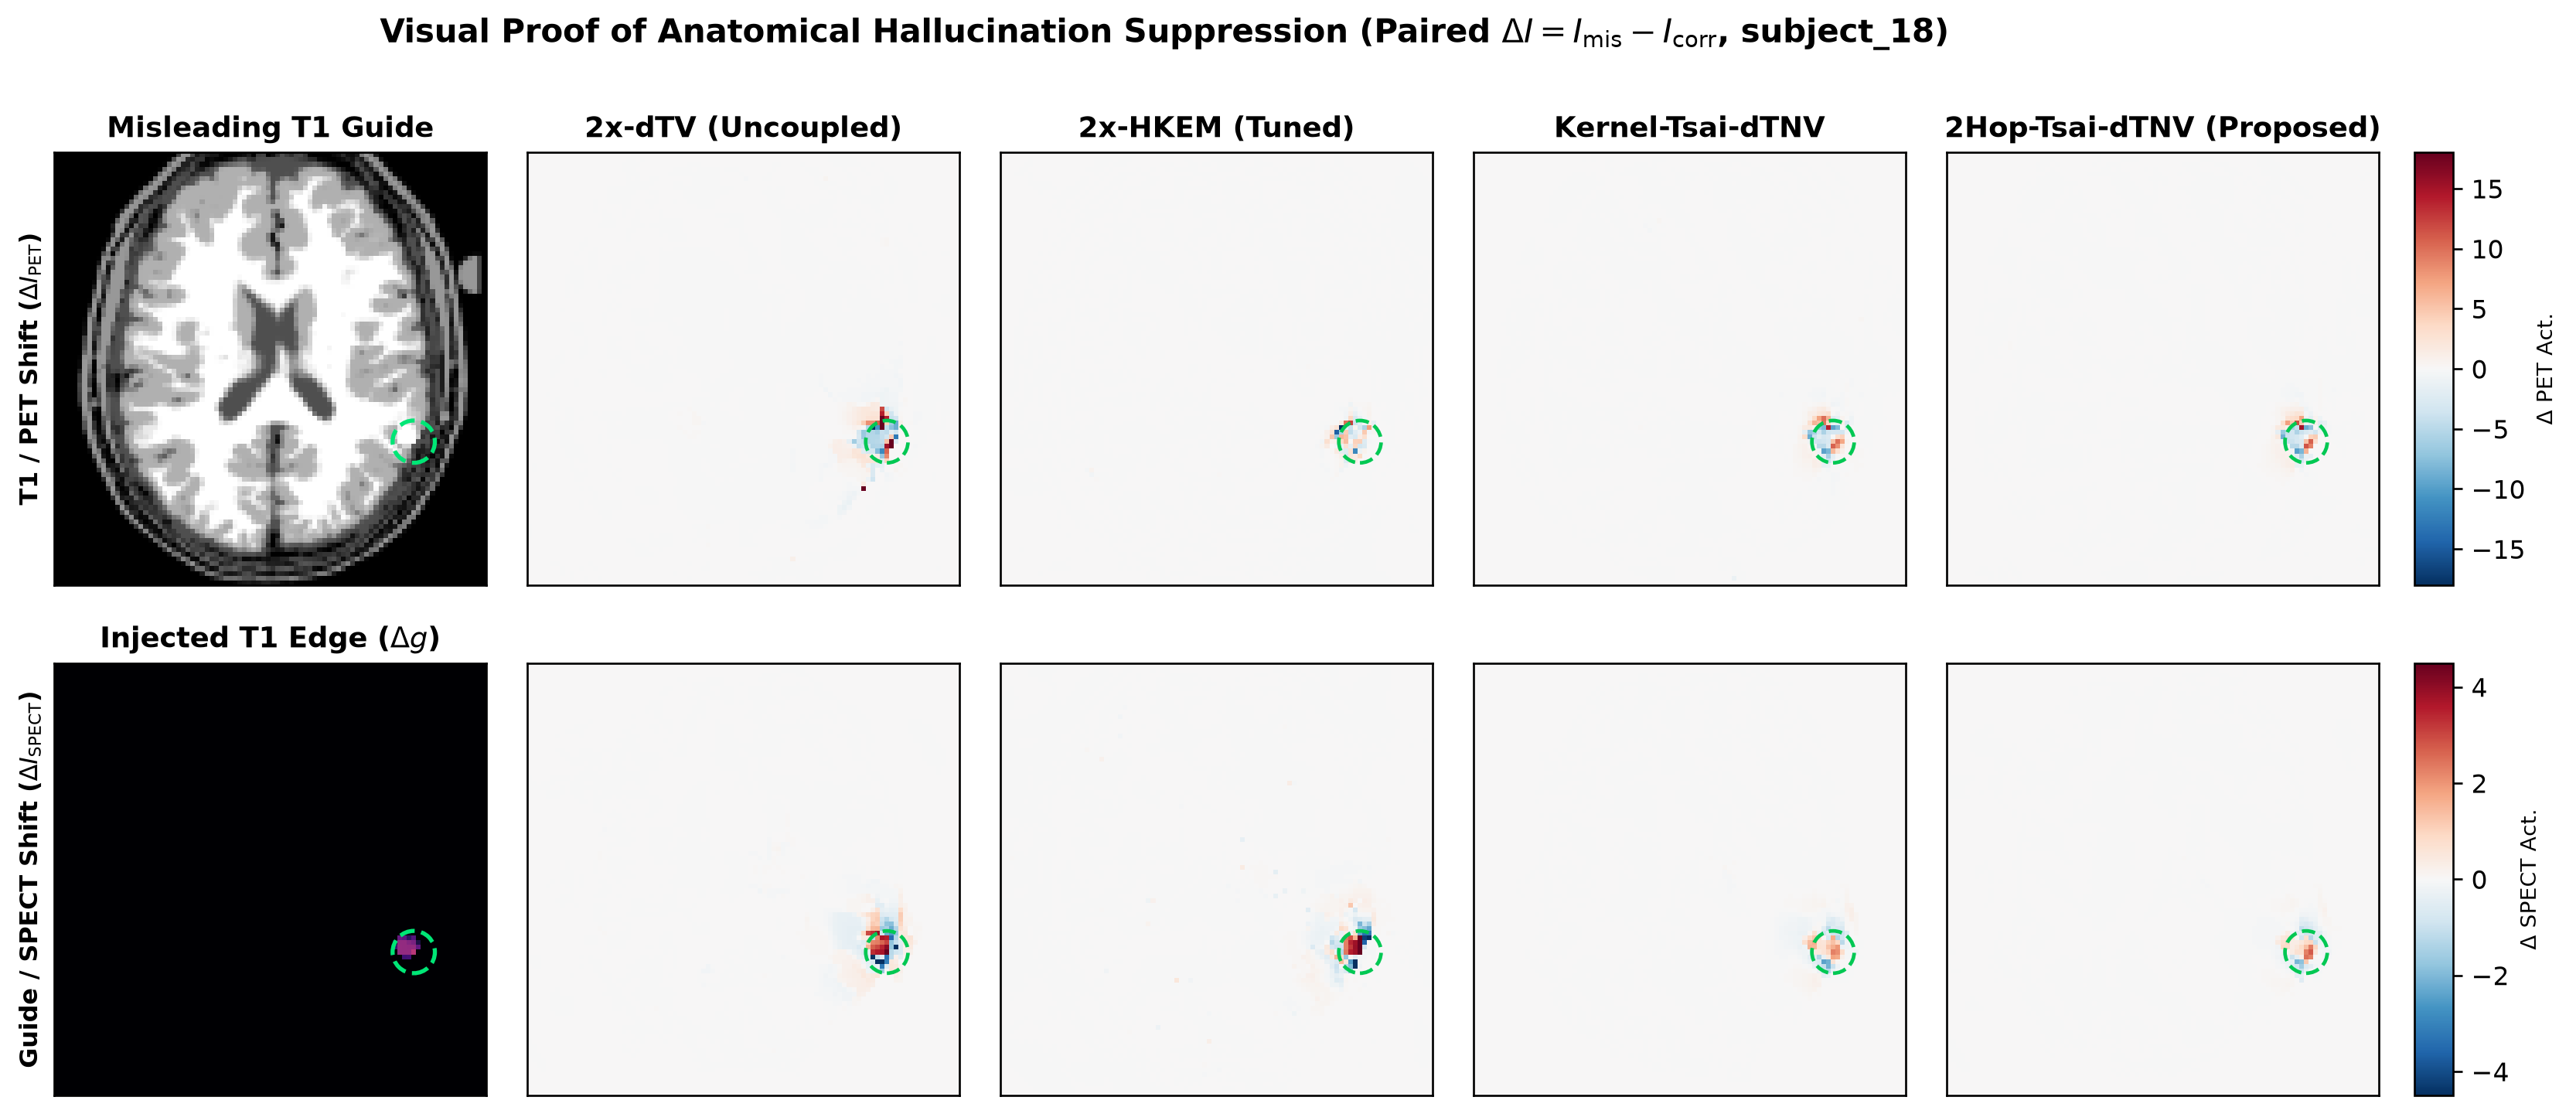 Visual Proof of Anatomical Hallucination Suppression (Paired ΔI = I_mis − I_corr, subject_18)
Misleading T1 Guide
2x-dTV (Uncoupled)
2x-HKEM (Tuned)
Kernel-Tsai-dTNV
2Hop-Tsai-dTNV (Proposed)
T1 / PET Shift (ΔI_PET)
15
10
5
0
−5
−10
−15
Δ PET Act.
Injected T1 Edge (Δg)
Guide / SPECT Shift (ΔI_SPECT)
4
2
0
−2
−4
Δ SPECT Act.